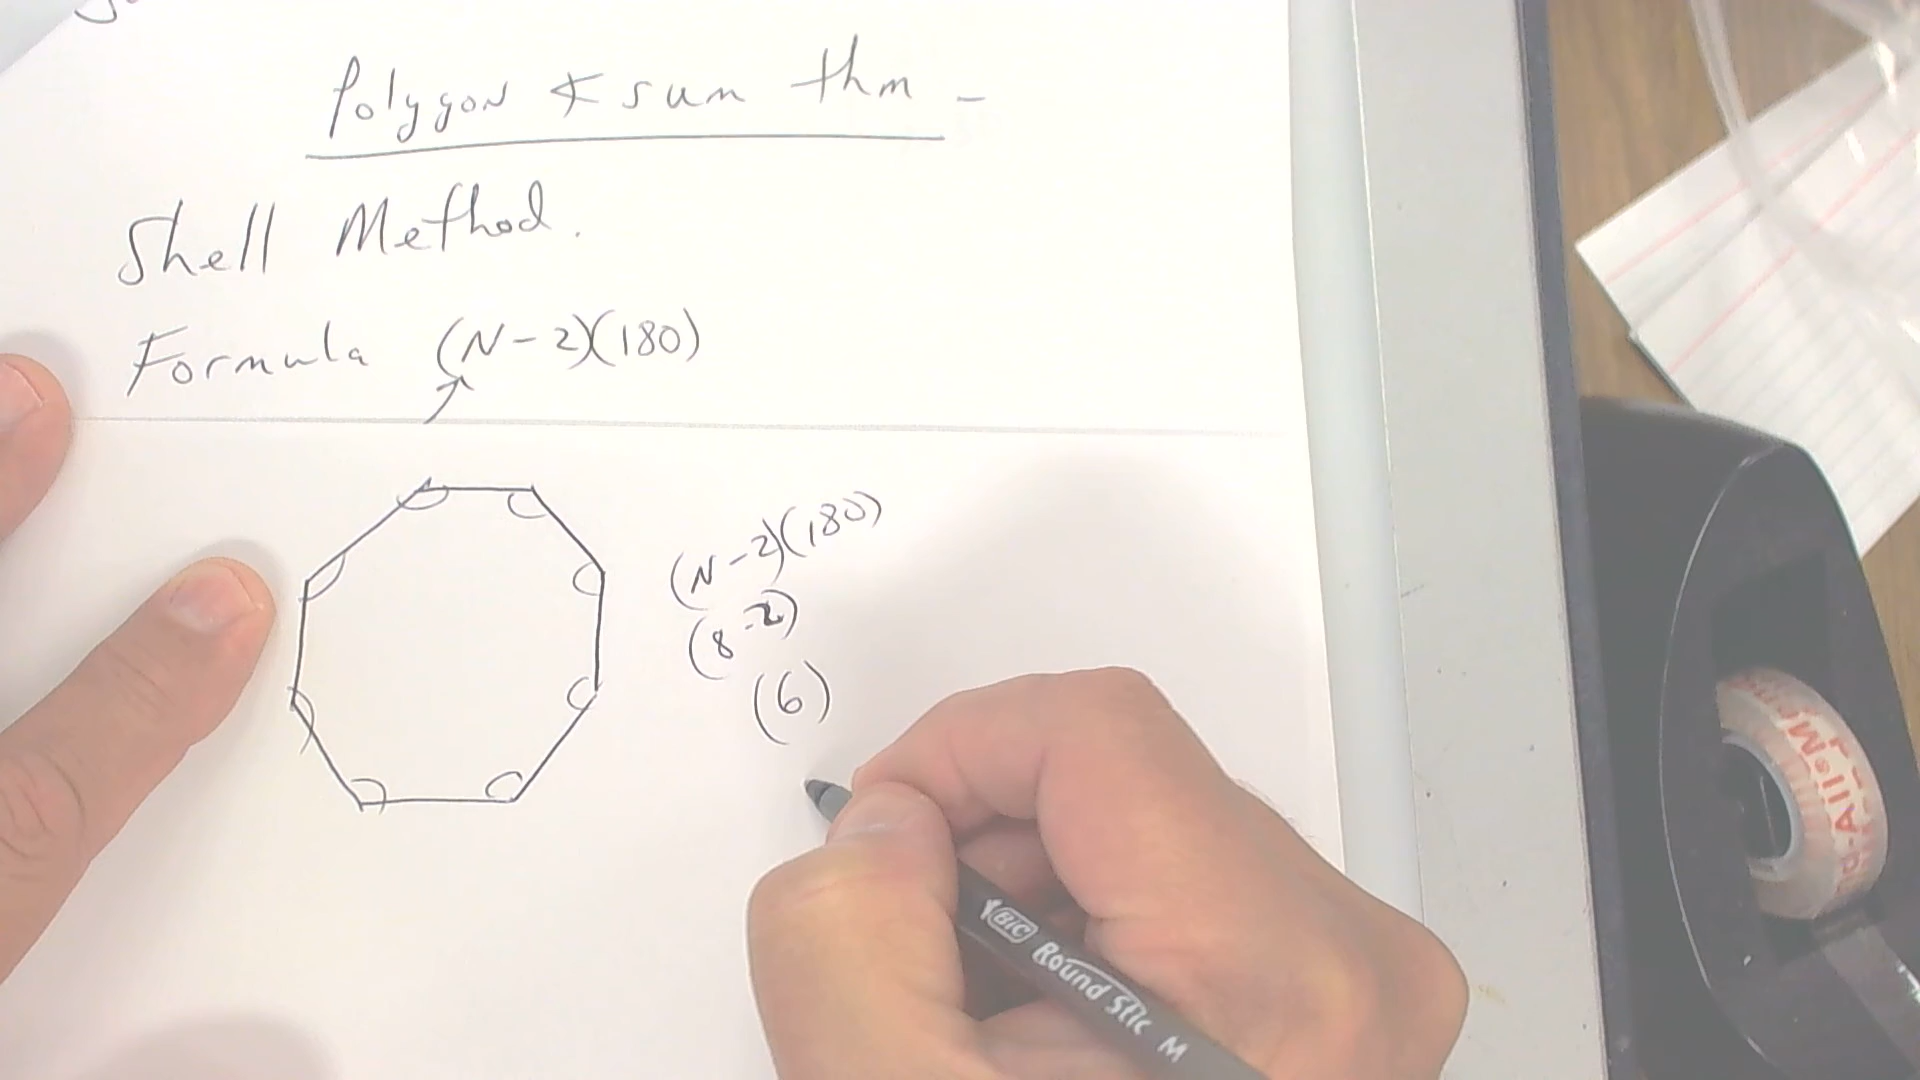 Polygon ∡ sum thm -
Shell Method.
Formula (N-2)(180)
(N-2)(180)
(8-2)
(6)
BIC Round Stic M